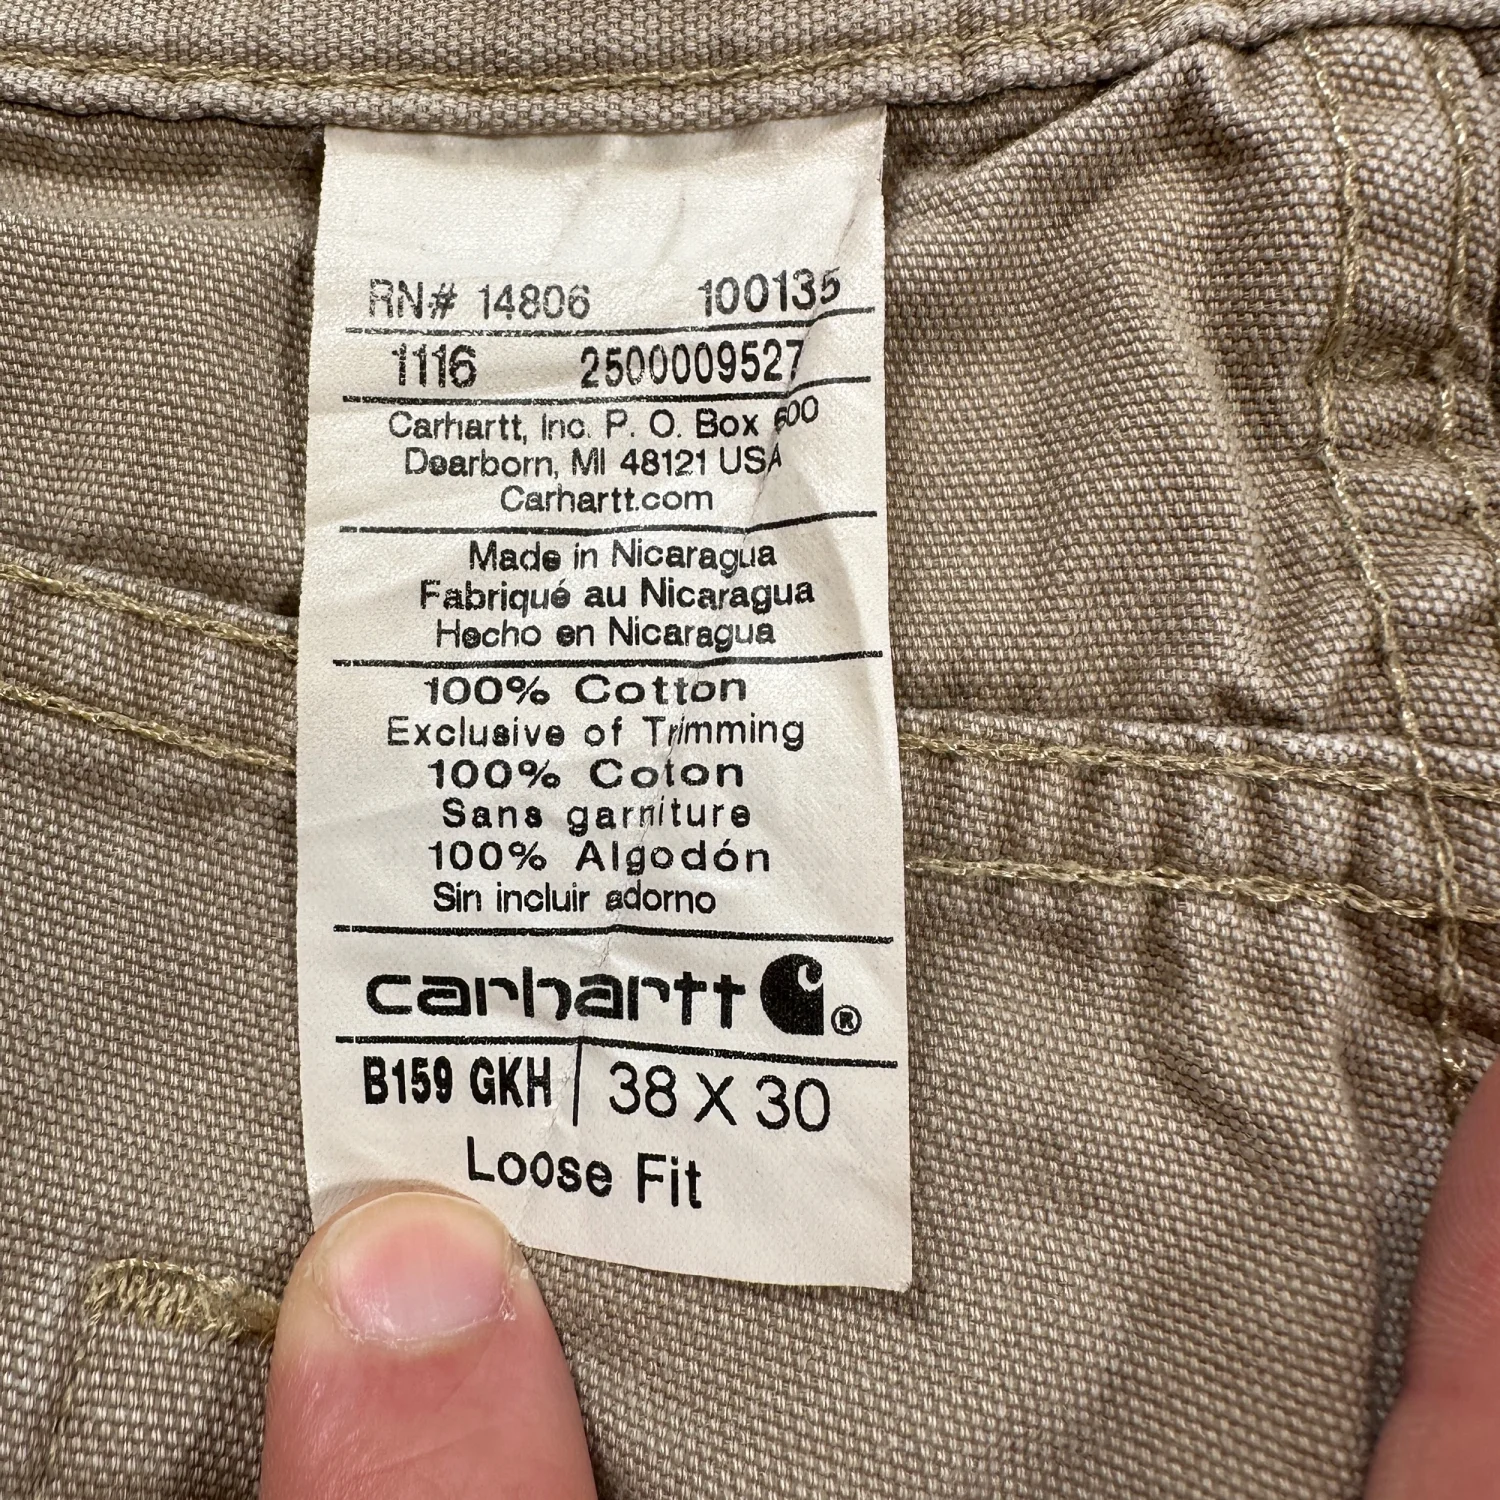 RN# 14806 100135
1116 2500009527
Carhartt, Inc. P. O. Box 600
Dearborn, MI 48121 USA
Carhartt.com
Made in Nicaragua
Fabriqué au Nicaragua
Hecho en Nicaragua
100% Cotton
Exclusive of Trimming
100% Coton
Sans garniture
100% Algodón
Sin incluir adorno
carhartt ®
B159 GKH | 38 X 30
Loose Fit